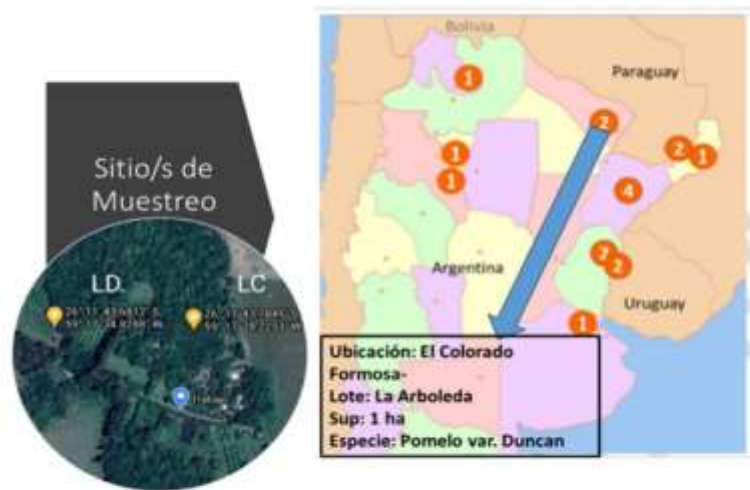 Sitio/s de
Muestreo
LD
LC
Bolivia
Paraguay
Argentina
Uruguay
1
2
1
1
2
1
4
2
2
1
Ubicación: El Colorado
Formosa-
Lote: La Arboleda
Sup: 1 ha
Especie: Pomelo var. Duncan